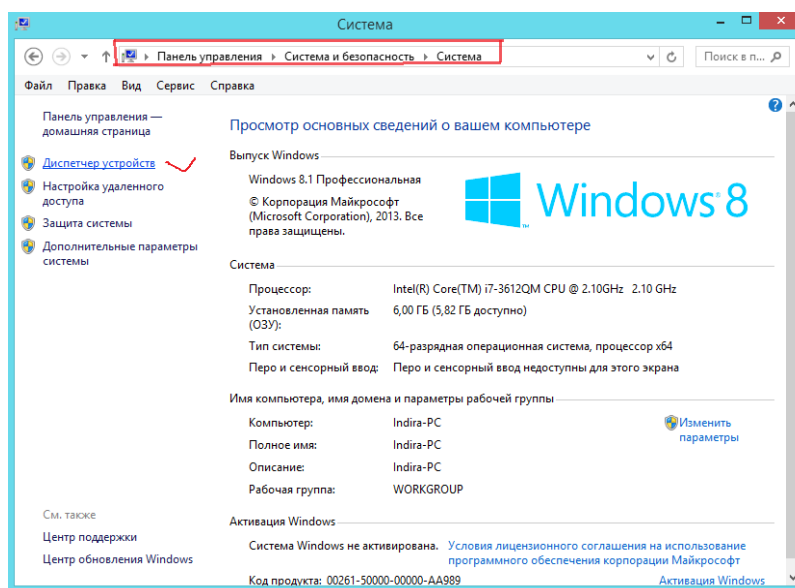 Система
Панель управления Система и безопасность Система
Поиск в п...
Файл Правка Вид Сервис Справка
Панель управления —
домашняя страница
Диспетчер устройств
Настройка удаленного
доступа
Защита системы
Дополнительные параметры
системы
Просмотр основных сведений о вашем компьютере
Выпуск Windows
Windows 8.1 Профессиональная
© Корпорация Майкрософт
(Microsoft Corporation), 2013. Все
права защищены.
Windows 8
Система
Процессор: Intel(R) Core(TM) i7-3612QM CPU @ 2.10GHz 2.10 GHz
Установленная память 6,00 ГБ (5,82 ГБ доступно)
(ОЗУ):
Тип системы: 64-разрядная операционная система, процессор x64
Перо и сенсорный ввод: Перо и сенсорный ввод недоступны для этого экрана
Имя компьютера, имя домена и параметры рабочей группы
Компьютер: Indira-PC
Изменить
параметры
Полное имя: Indira-PC
Описание: Indira-PC
Рабочая группа: WORKGROUP
Активация Windows
Система Windows не активирована. Условия лицензионного соглашения на использование
программного обеспечения корпорации Майкрософт
Код продукта: 00261-50000-00000-AA989 Активация Windows
См. также
Центр поддержки
Центр обновления Windows